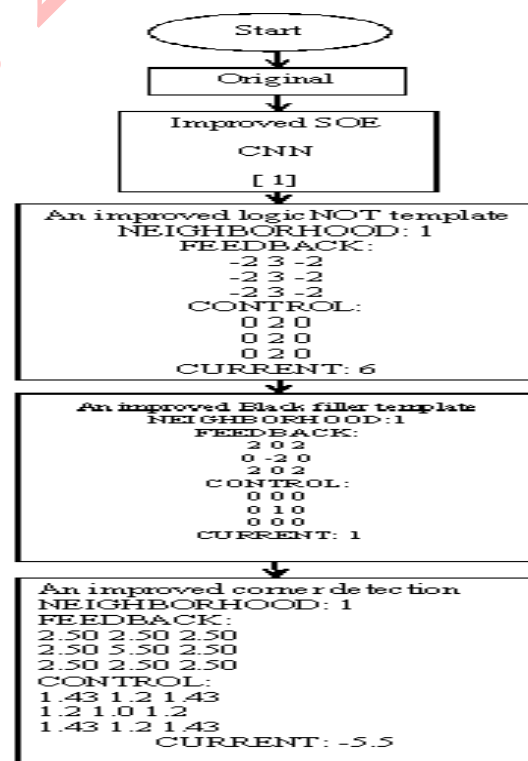 Start
Original
Improved SOE
CNN
[ 1]
An improved logic NOT template
NEIGHBORHOOD: 1
FEEDBACK:
-2 3 -2
-2 3 -2
-2 3 -2
CONTROL:
0 2 0
0 2 0
0 2 0
CURRENT: 6
An improved Black filler template
NEIGHBORHOOD:1
FEEDBACK:
2 0 2
0 -2 0
2 0 2
CONTROL:
0 0 0
0 1 0
0 0 0
CURRENT: 1
An improved corner detection
NEIGHBORHOOD: 1
FEEDBACK:
2.50 2.50 2.50
2.50 5.50 2.50
2.50 2.50 2.50
CONTROL:
1.43 1.2 1.43
1.2 1.0 1.2
1.43 1.2 1.43
CURRENT: -5.5